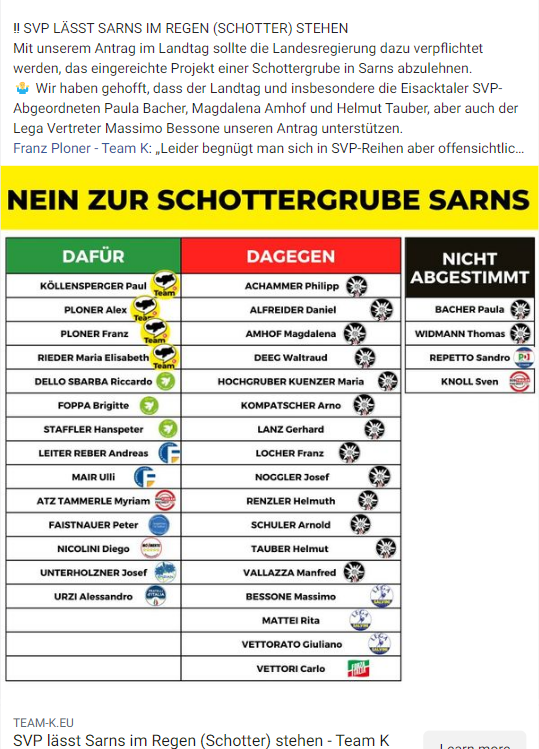 ‼ SVP LÄSST SARNS IM REGEN (SCHOTTER) STEHEN
Mit unserem Antrag im Landtag sollte die Landesregierung dazu verpflichtet
werden, das eingereichte Projekt einer Schottergrube in Sarns abzulehnen.
🤷 Wir haben gehofft, dass der Landtag und insbesondere die Eisacktaler SVP-
Abgeordneten Paula Bacher, Magdalena Amhof und Helmut Tauber, aber auch der
Lega Vertreter Massimo Bessone unseren Antrag unterstützen.
Franz Ploner - Team K: „Leider begnügt man sich in SVP-Reihen aber offensichtlic...
NEIN ZUR SCHOTTERGRUBE SARNS
DAFÜR
KÖLLENSPERGER Paul Team
PLONER Alex Team
PLONER Franz Team
RIEDER Maria Elisabeth Team
DELLO SBARBA Riccardo
FOPPA Brigitte
STAFFLER Hanspeter
LEITER REBER Andreas
MAIR Ulli
ATZ TAMMERLE Myriam
FAISTNAUER Peter
NICOLINI Diego
UNTERHOLZNER Josef
URZI Alessandro
DAGEGEN
ACHAMMER Philipp
ALFREIDER Daniel
AMHOF Magdalena
DEEG Waltraud
HOCHGRUBER KUENZER Maria
KOMPATSCHER Arno
LANZ Gerhard
LOCHER Franz
NOGGLER Josef
RENZLER Helmuth
SCHULER Arnold
TAUBER Helmut
VALLAZZA Manfred
BESSONE Massimo
MATTEI Rita
VETTORATO Giuliano
VETTORI Carlo
NICHT
ABGESTIMMT
BACHER Paula
WIDMANN Thomas
REPETTO Sandro
KNOLL Sven
TEAM-K.EU
SVP lässt Sarns im Regen (Schotter) stehen - Team K
Learn more